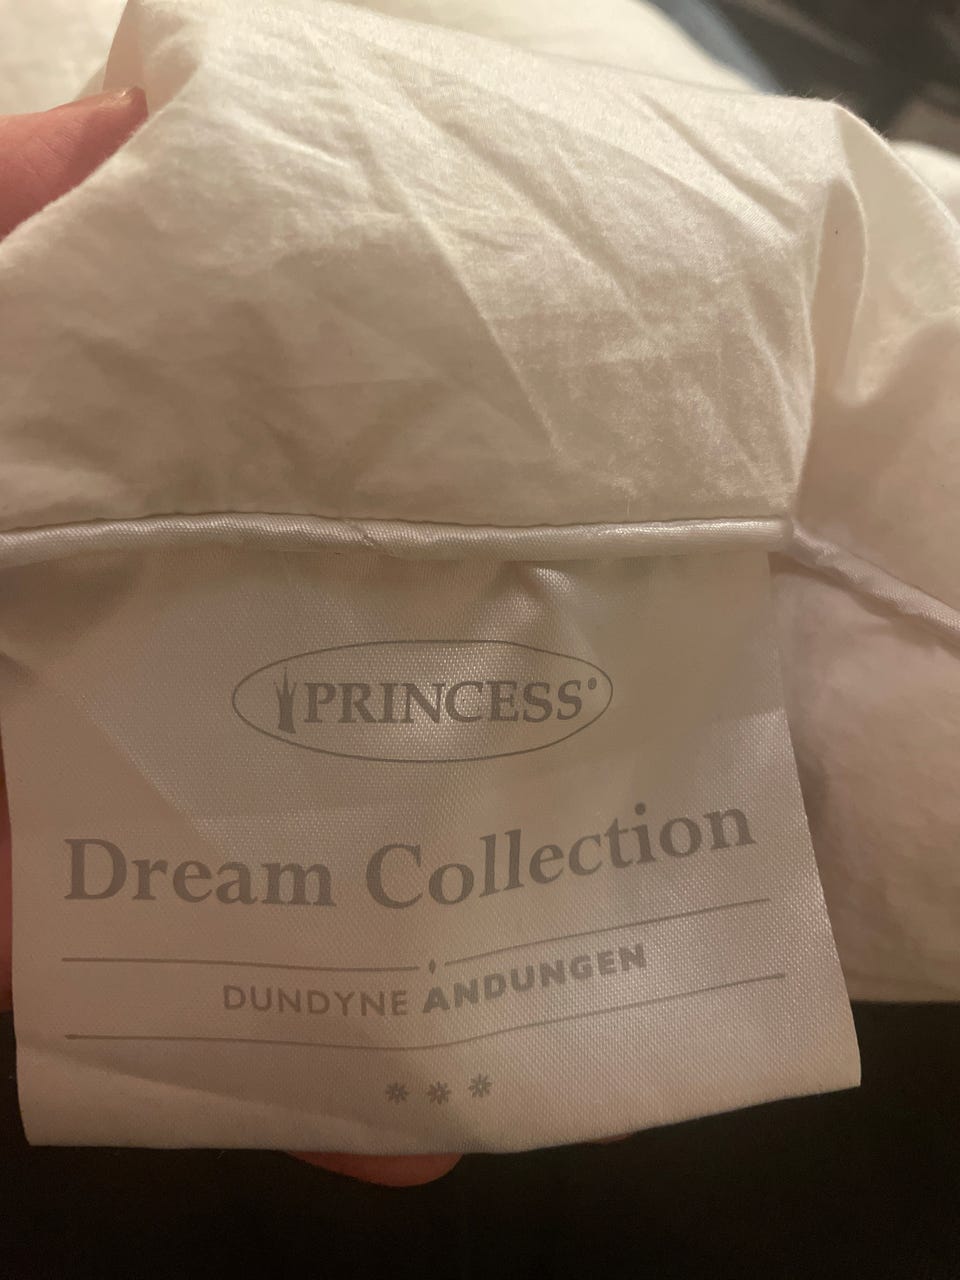 PRINCESS®
Dream Collection
DUNDYNE ANDUNGEN
* * *